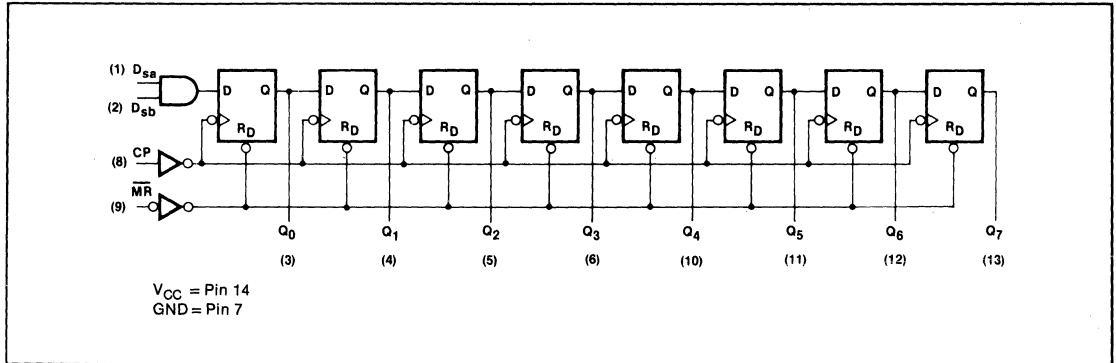 (1) Dsa
(2) Dsb
D Q D Q D Q D Q D Q D Q D Q D Q
RD RD RD RD RD RD RD RD
(8) CP
(9) MR
Q0 Q1 Q2 Q3 Q4 Q5 Q6 Q7
(3) (4) (5) (6) (10) (11) (12) (13)
VCC = Pin 14
GND = Pin 7